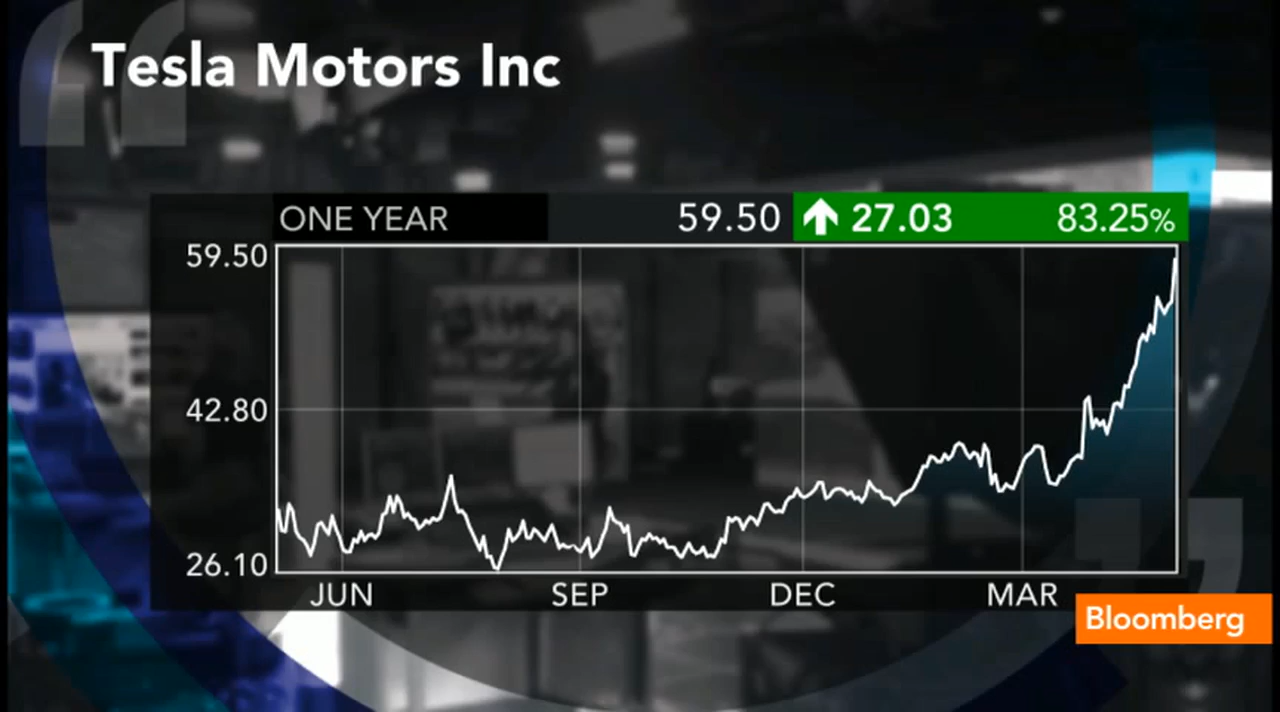 Tesla Motors Inc
ONE YEAR 59.50 27.03 83.25%
59.50
42.80
26.10
JUN SEP DEC MAR
Bloomberg